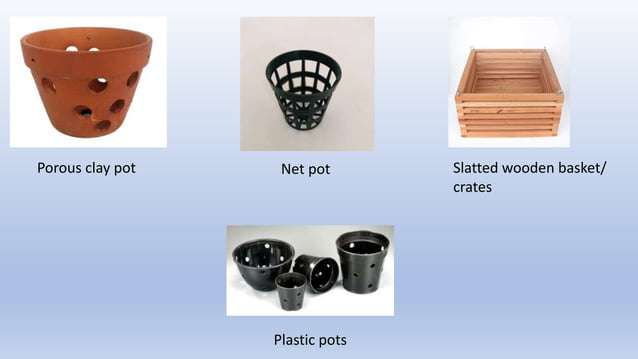 Porous clay pot
Net pot
Slatted wooden basket/
crates
Plastic pots